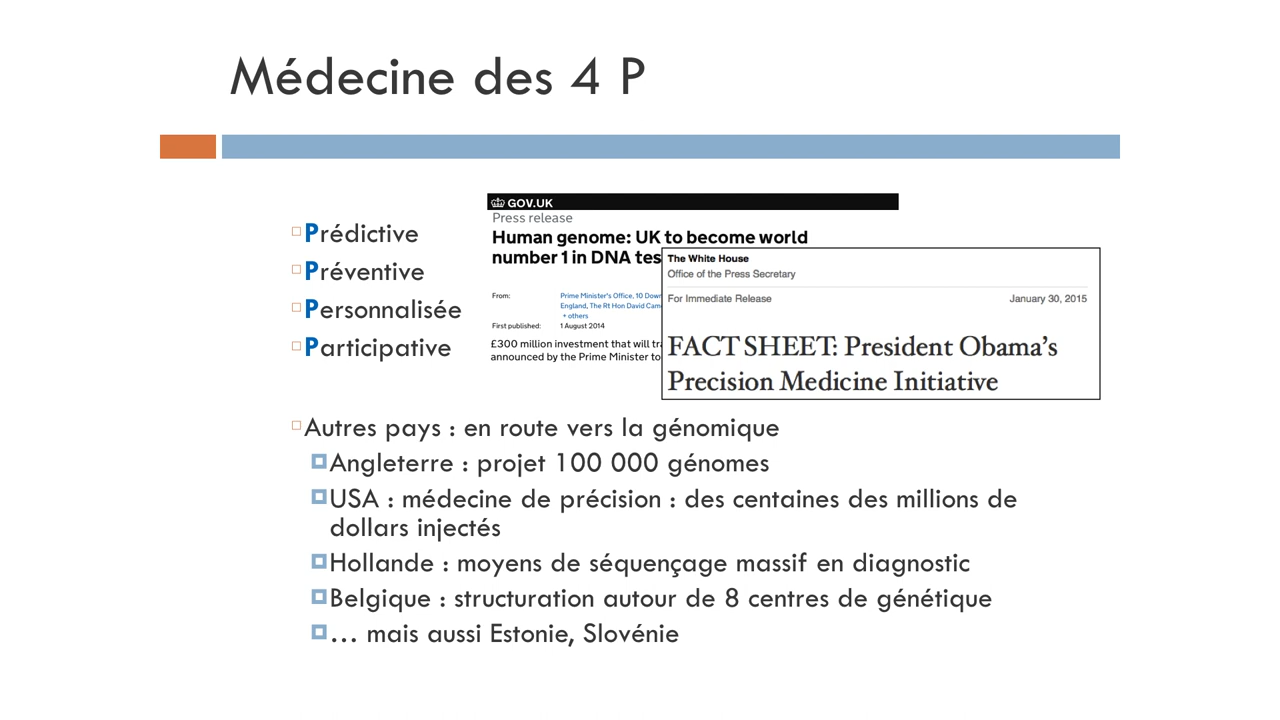 Médecine des 4 P
Prédictive
Préventive
Personnalisée
Participative
GOV.UK
Press release
Human genome: UK to become world
number 1 in DNA tes
From:
Prime Minister's Office, 10 Down
England, The Rt Hon David Came
+ others
First published:
1 August 2014
£300 million investment that will tra
announced by the Prime Minister to
The White House
Office of the Press Secretary
For Immediate Release
January 30, 2015
FACT SHEET: President Obama's
Precision Medicine Initiative
Autres pays : en route vers la génomique
Angleterre : projet 100 000 génomes
USA : médecine de précision : des centaines des millions de
dollars injectés
Hollande : moyens de séquençage massif en diagnostic
Belgique : structuration autour de 8 centres de génétique
… mais aussi Estonie, Slovénie